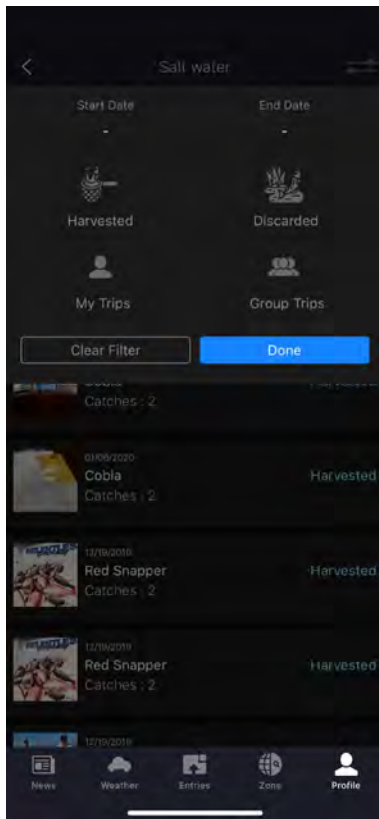 Salt water
Start Date End Date
- -
Harvested Discarded
My Trips Group Trips
Clear Filter Done
Cobia Harvested
Catches : 2
01/06/2020
Cobia Harvested
Catches : 2
12/19/2019
Red Snapper Harvested
Catches : 2
12/19/2019
Red Snapper Harvested
Catches : 2
12/19/2019
News Weather Entries Zone Profile